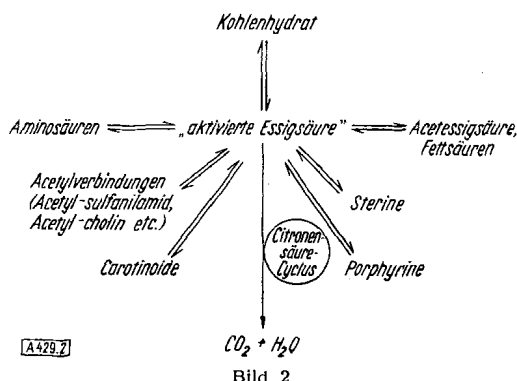 Kohlenhydrat
Aminosäuren
„aktivierte Essigsäure"
Acetessigsäure,
Fettsäuren
Acetylverbindungen
(Acetyl-sulfanilamid,
Acetyl-cholin etc.)
Sterine
Citronen-
säure-
Cyclus
Carotinoide
Porphyrine
CO₂ + H₂O
A 429.2
Bild 2